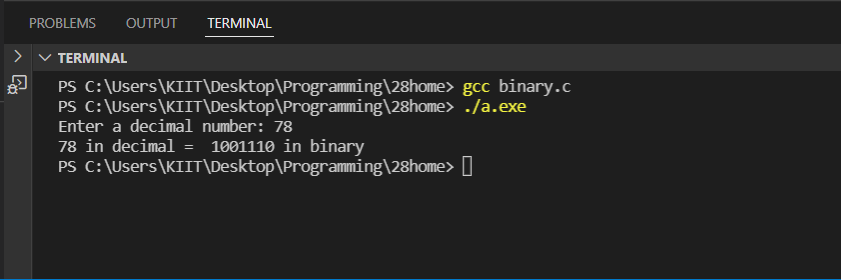 PROBLEMS OUTPUT TERMINAL
TERMINAL
PS C:\Users\KIIT\Desktop\Programming\28home> gcc binary.c
PS C:\Users\KIIT\Desktop\Programming\28home> ./a.exe
Enter a decimal number: 78
78 in decimal =  1001110 in binary
PS C:\Users\KIIT\Desktop\Programming\28home>